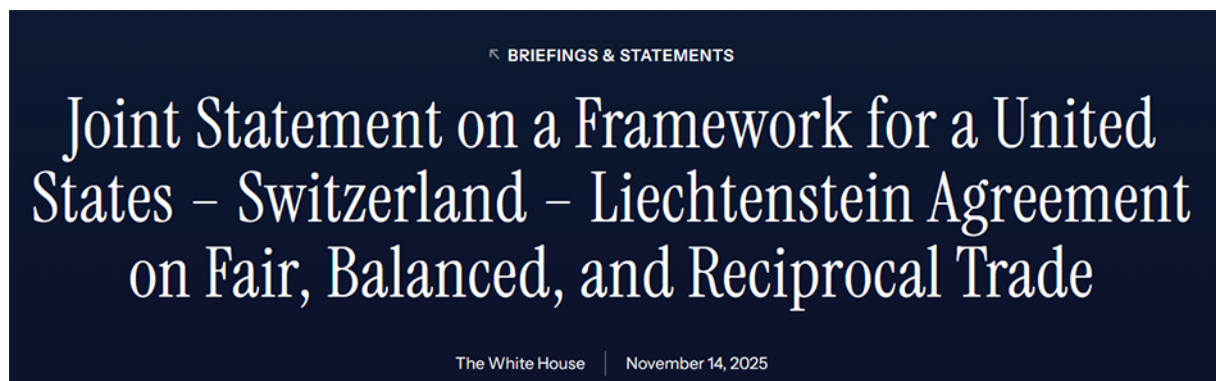 BRIEFINGS & STATEMENTS
Joint Statement on a Framework for a United
States – Switzerland – Liechtenstein Agreement
on Fair, Balanced, and Reciprocal Trade
The White House | November 14, 2025